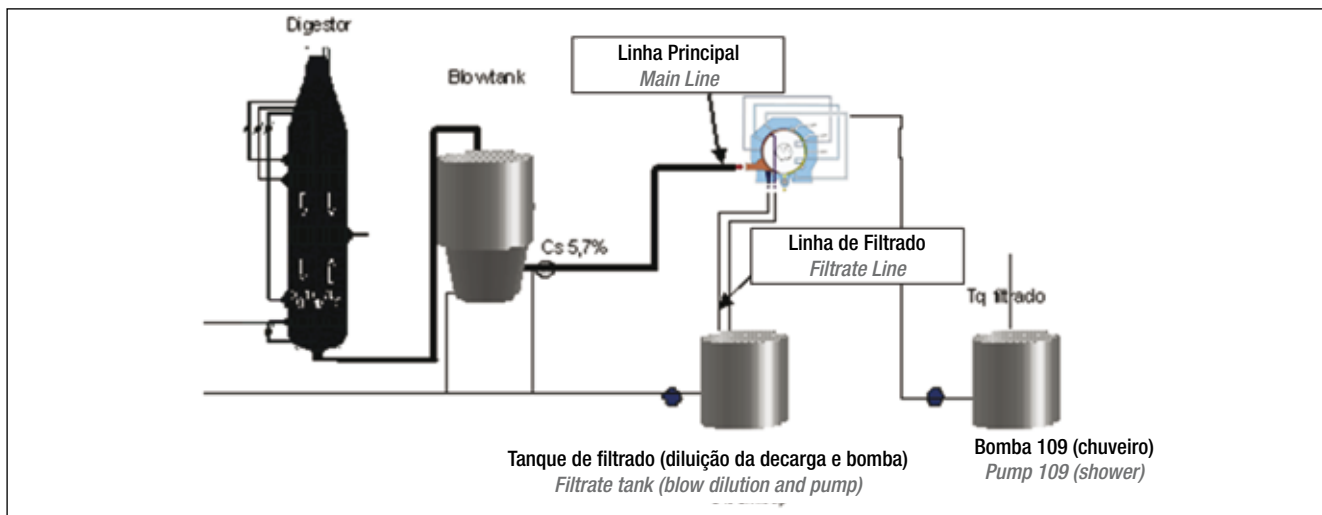 Digestor
Blowtank
Linha Principal
Main Line
Cs 5,7%
Linha de Filtrado
Filtrate Line
Tq filtrado
Tanque de filtrado (diluição da decarga e bomba)
Filtrate tank (blow dilution and pump)
Bomba 109 (chuveiro)
Pump 109 (shower)